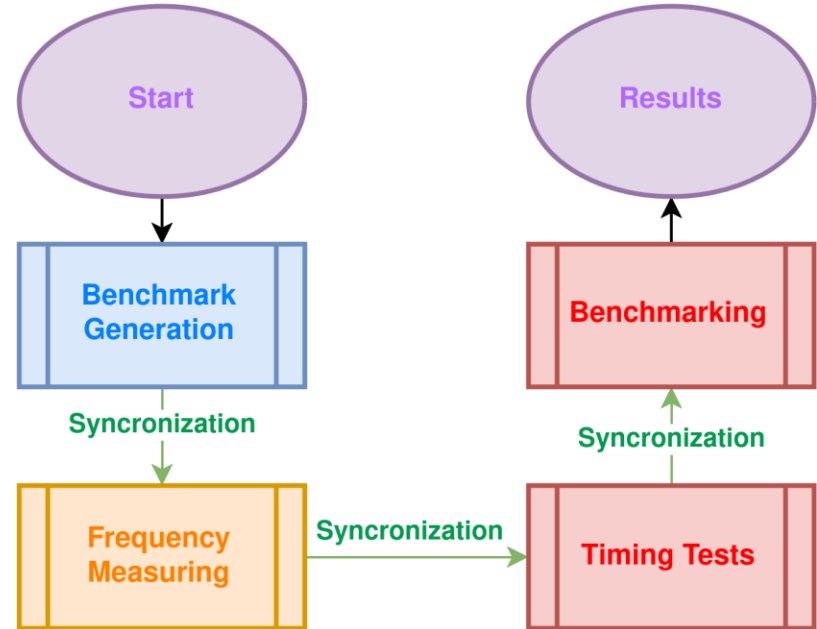 Start
Results
Benchmark
Generation
Benchmarking
Syncronization
Syncronization
Frequency
Measuring
Syncronization
Timing Tests